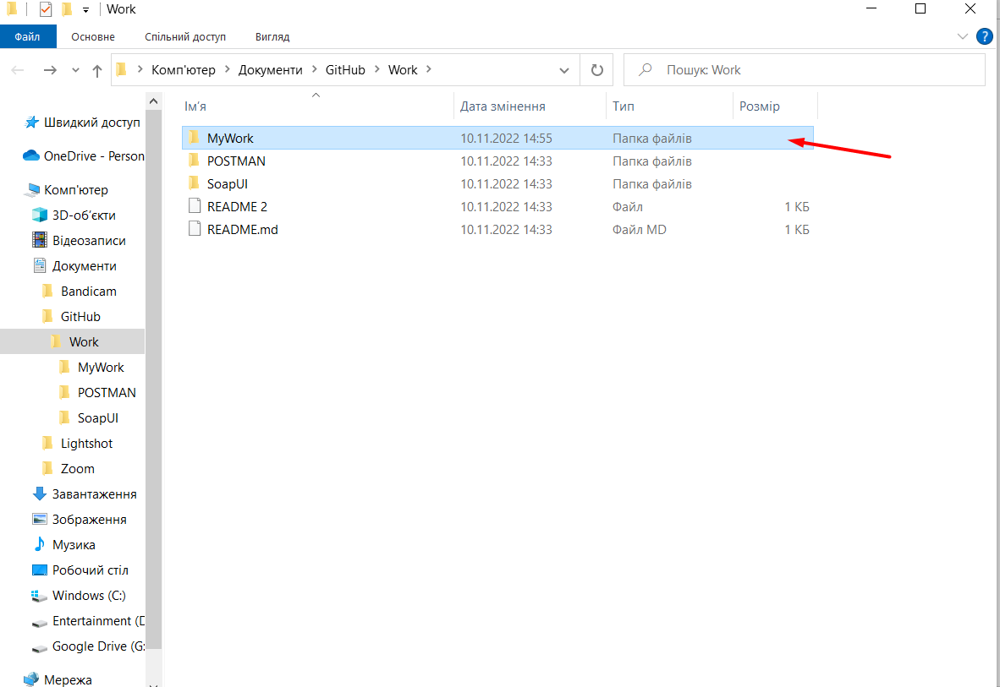 Work
Файл Основне Спільний доступ Вигляд ?
Комп'ютер Документи GitHub Work Пошук: Work
Ім'я Дата змінення Тип Розмір
MyWork 10.11.2022 14:55 Папка файлів
POSTMAN 10.11.2022 14:33 Папка файлів
SoapUI 10.11.2022 14:33 Папка файлів
README 2 10.11.2022 14:33 Файл 1 КБ
README.md 10.11.2022 14:33 Файл MD 1 КБ
Швидкий доступ
OneDrive - Person
Комп'ютер
3D-об’єкти
Відеозаписи
Документи
Bandicam
GitHub
Work
MyWork
POSTMAN
SoapUI
Lightshot
Zoom
Завантаження
Зображення
Музика
Робочий стіл
Windows (C:)
Entertainment (D
Google Drive (G:
Мережа